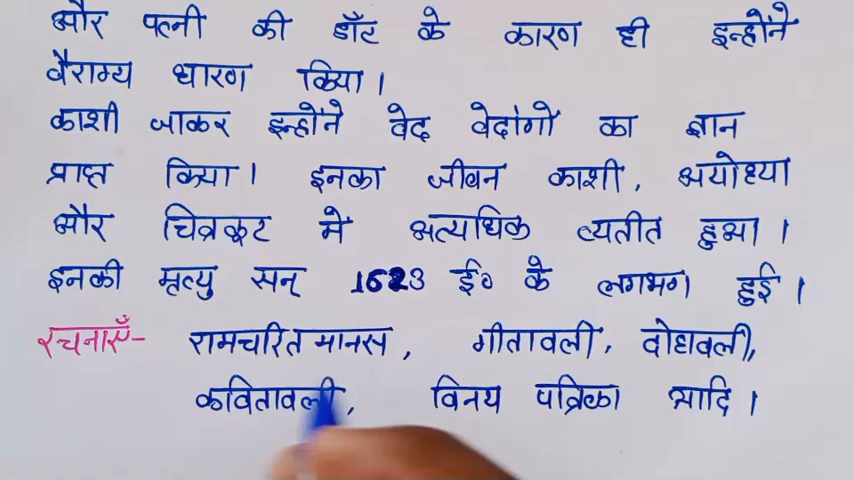 और पत्नी की डाँट के कारण ही इन्होंने
वैराग्य धारण किया।
काशी जाकर इन्होंने वेद वेदांगों का ज्ञान
प्राप्त किया। इनका जीवन काशी, अयोध्या
और चित्रकूट में अत्यधिक व्यतीत हुआ।
इनकी मृत्यु सन् 1623 ई० के लगभग हुई।
रचनाएँ- रामचरित मानस, गीतावली, दोहावली,
कवितावली, विनय पत्रिका आदि।